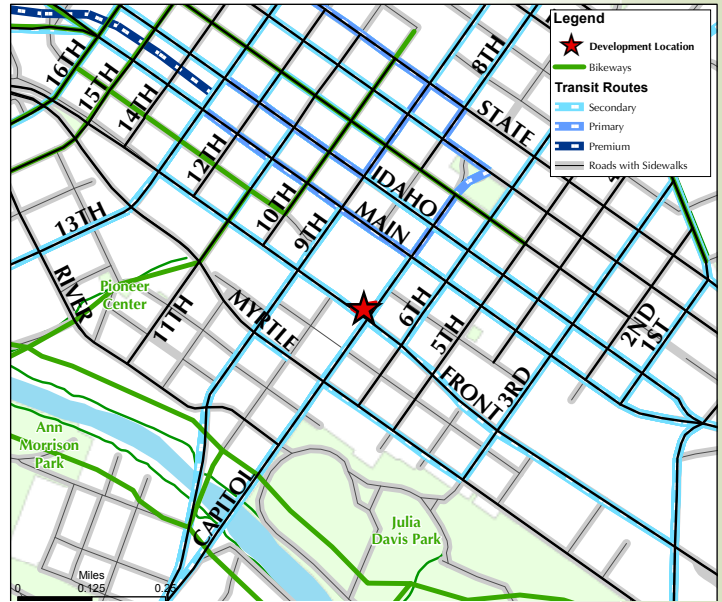 Legend
Development Location
Bikeways
Transit Routes
Secondary
Primary
Premium
Roads with Sidewalks
16TH
15TH
14TH
12TH
10TH
9TH
8TH
STATE
IDAHO
MAIN
13TH
RIVER
Pioneer
Center
11TH
MYRTLE
6TH
5TH
FRONT
3RD
2ND
1ST
Ann
Morrison
Park
CAPITOL
Julia
Davis Park
Miles
0
0.125
0.25